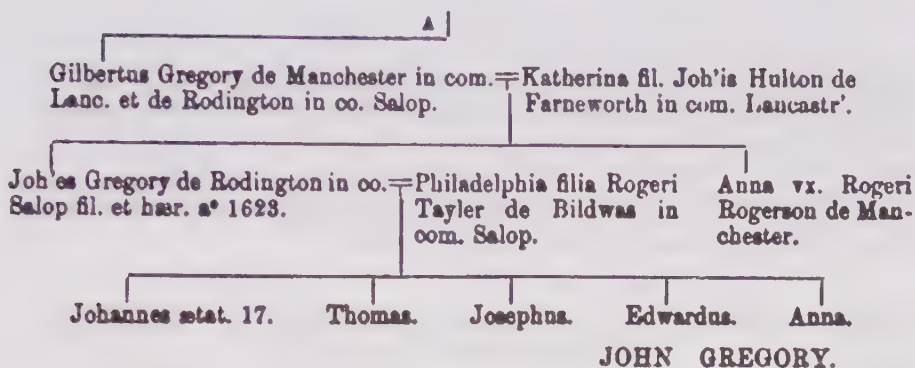 A
Gilbertus Gregory de Manchester in com.
Lanc. et de Rodington in co. Salop.
Katherina fil. Joh'is Hulton de
Farneworth in com. Lancastr'.
Joh'es Gregory de Rodington in co.
Salop fil. et hær. a° 1623.
Philadelphia filia Rogeri
Tayler de Bildwas in
com. Salop.
Anna vx. Rogeri
Rogerson de Man-
chester.
Johannes ætat. 17. Thomas. Josephus. Edwardus. Anna.
JOHN GREGORY.